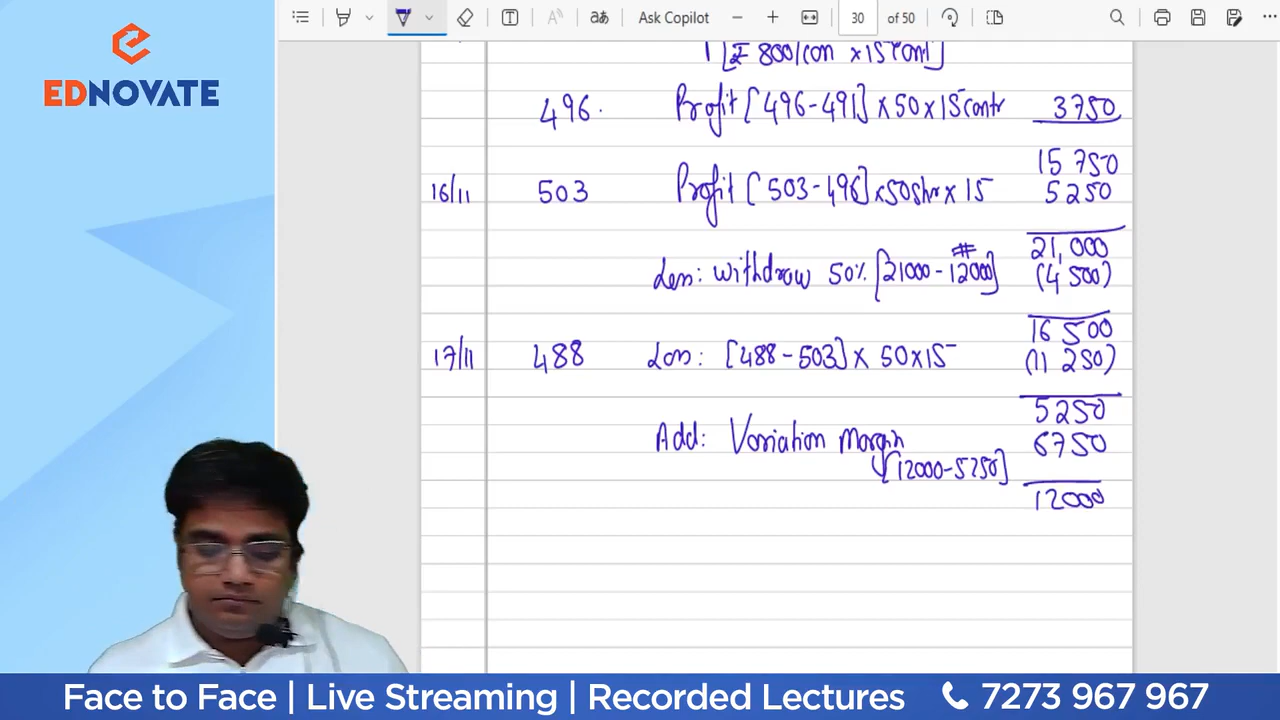 Ask Copilot
30 of 50
EDNOVATE
[₹ 800/con × 15 cont]
496. Profit [496-491] × 50 × 15 contr 3750
15 750
16/11 503 Profit [503-496] × 50 shr × 15 5250
21,000
Less: withdraw 50% [21000 - 12000] (4 500)
#
16 500
17/11 488 Loss: [488-503] × 50×15 (11 250)
5250
Add: Variation Margin 6750
[12000-5250]
12000
Face to Face | Live Streaming | Recorded Lectures 7273 967 967